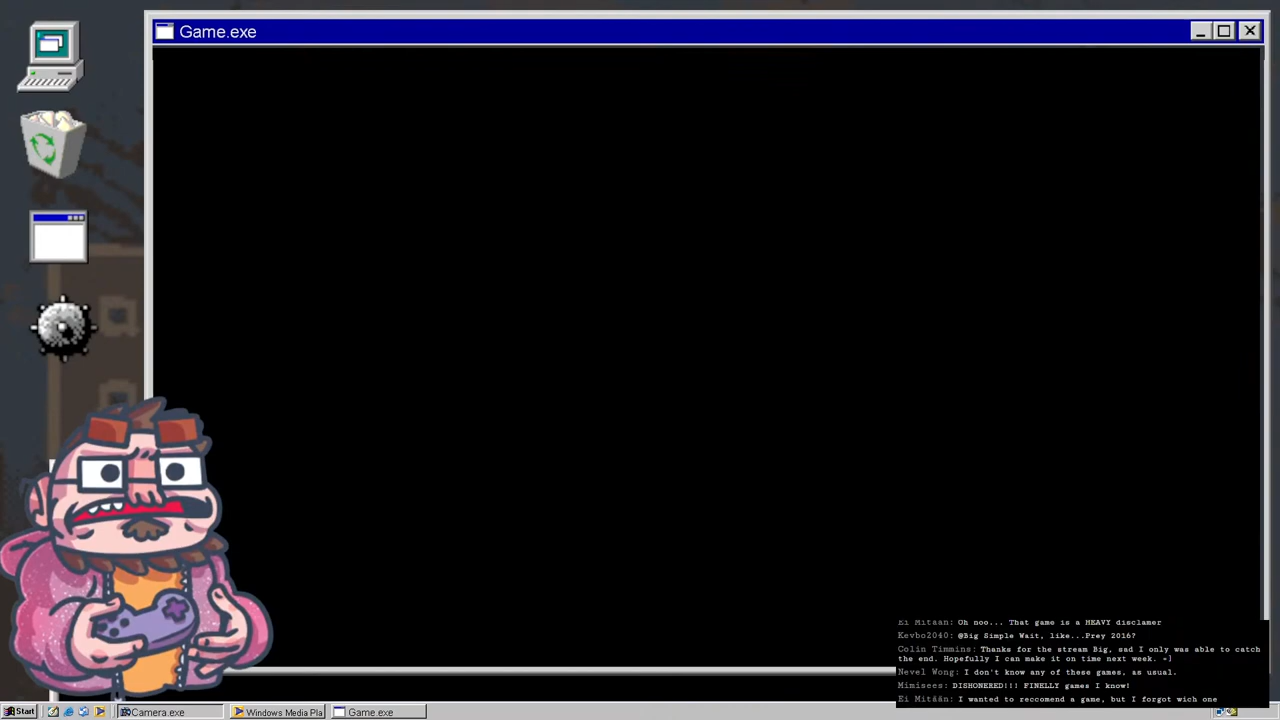 Game.exe
Ei Mitään: Oh noo... That game is a HEAVY disclamer
Kevbo2040: @Big Simple Wait, like...Prey 2016?
Colin Timmins: Thanks for the stream Big, sad I only was able to catch
the end. Hopefully I can make it on time next week. =]
Nevel Wong: I don't know any of these games, as usual.
Mimisees: DISHONERED!!! FINELLY games I know!
Ei Mitään: I wanted to reccomend a game, but I forgot wich one
Start Camera.exe Windows Media Pla Game.exe